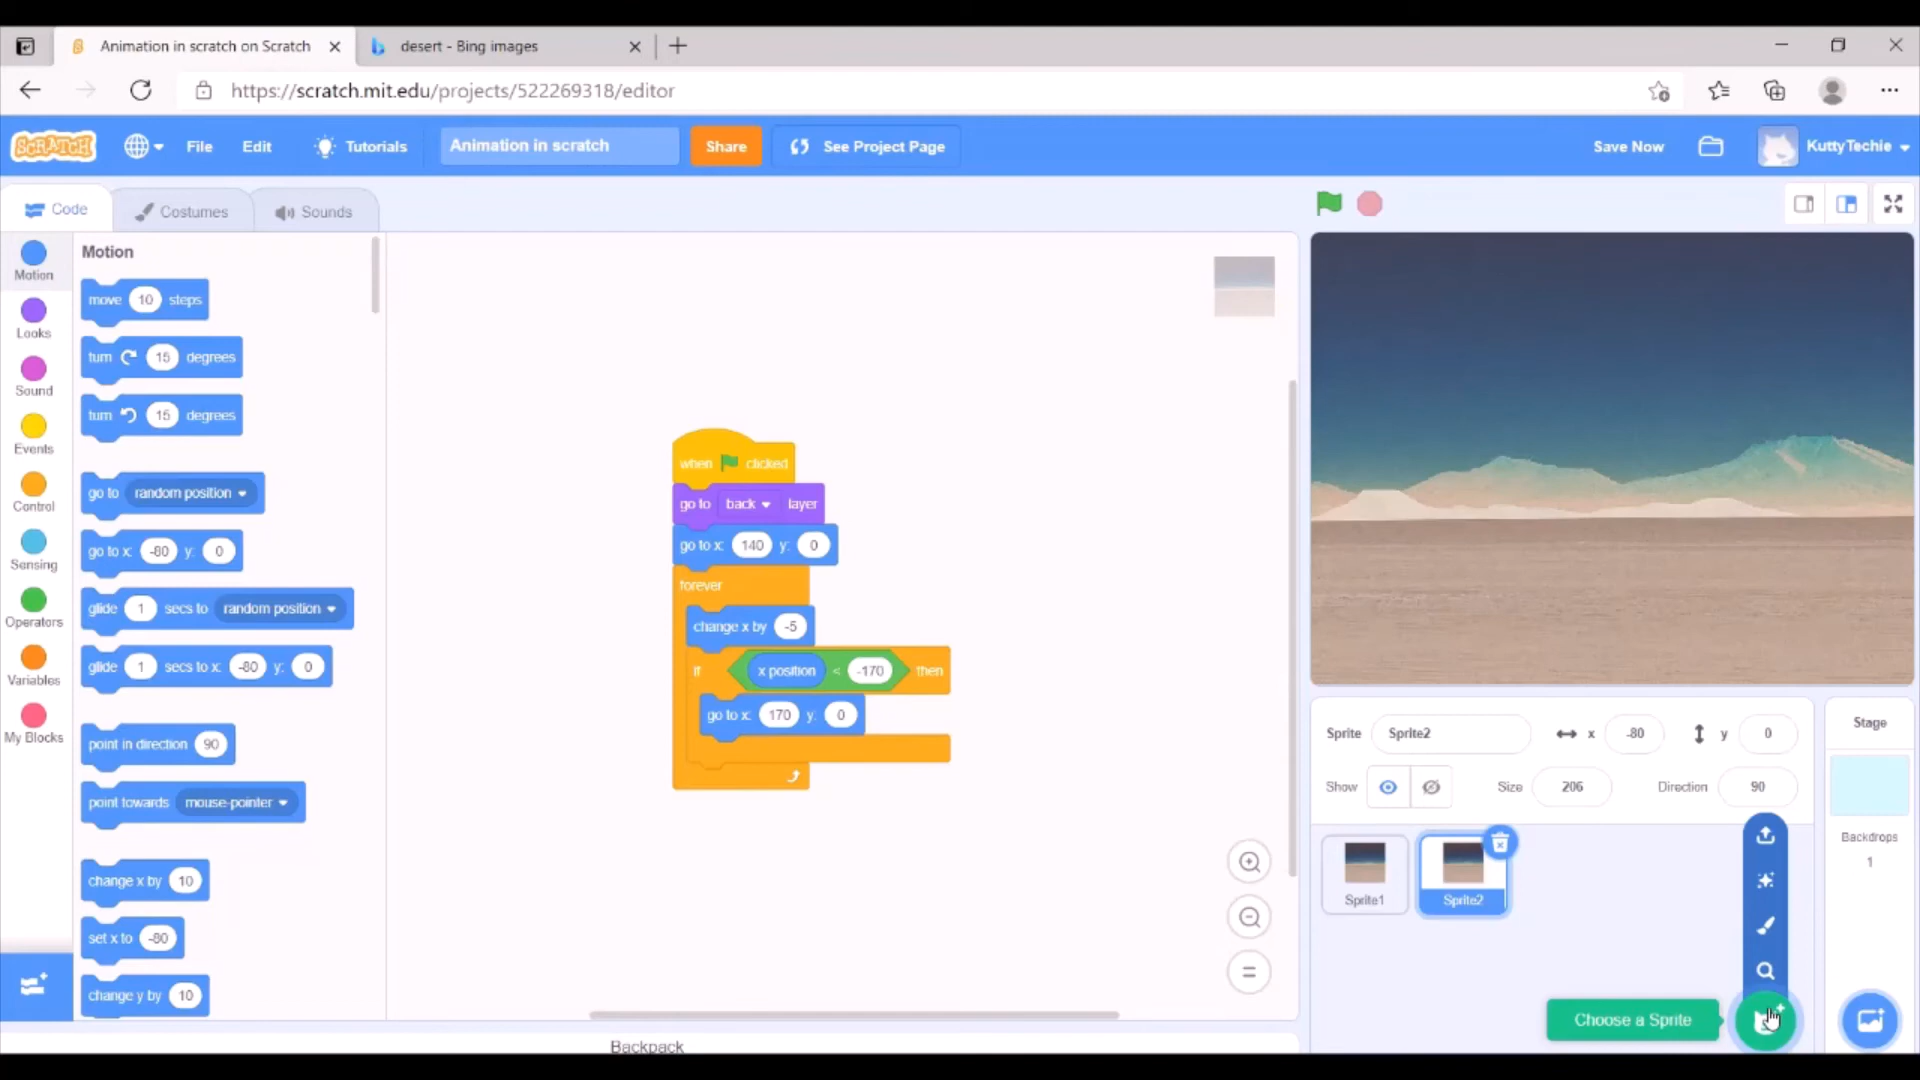 Animation in scratch on Scratch
desert - Bing images
https://scratch.mit.edu/projects/522269318/editor
SCRATCH
File
Edit
Tutorials
Animation in scratch
Share
See Project Page
Save Now
KuttyTechie
Code
Costumes
Sounds
Motion
Looks
Sound
Events
Control
Sensing
Operators
Variables
My Blocks
Motion
move 10 steps
turn 15 degrees
turn 15 degrees
go to random position
go to x: -80 y: 0
glide 1 secs to random position
glide 1 secs to x: -80 y: 0
point in direction 90
point towards mouse-pointer
change x by 10
set x to -80
change y by 10
when clicked
go to back layer
go to x: 140 y: 0
forever
change x by -5
if x position < -170 then
go to x: 170 y: 0
Backpack
Sprite Sprite2 x -80 y 0
Show Size 206 Direction 90
Sprite1
Sprite2
Choose a Sprite
Stage
Backdrops
1